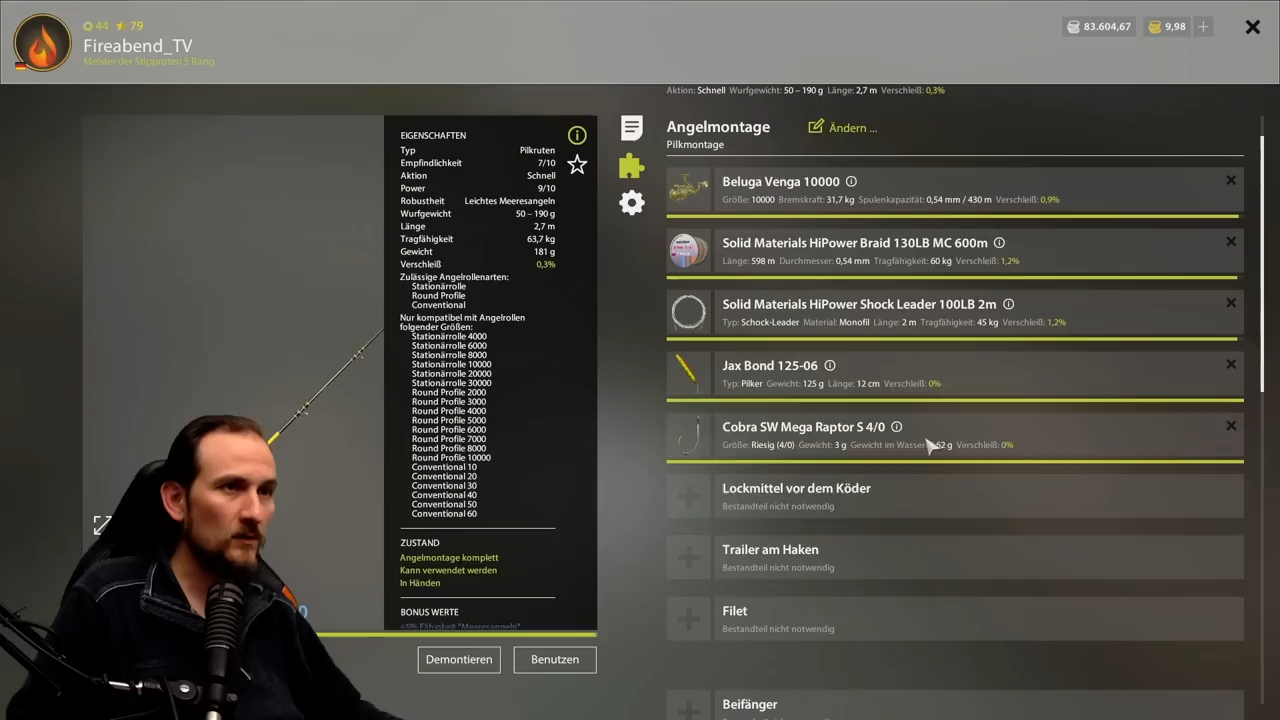 44 79
Fireabend_TV
Meister der Stippruten 5 Rang
83.604,67
9,98
EIGENSCHAFTEN
Typ Pilkruten
Empfindlichkeit 7/10
Aktion Schnell
Power 9/10
Robustheit Leichtes Meeresangeln
Wurfgewicht 50 – 190 g
Länge 2,7 m
Tragfähigkeit 63,7 kg
Gewicht 181 g
Verschleiß 0,3%
Zulässige Angelrollenarten:
Stationärrolle
Round Profile
Conventional
Nur kompatibel mit Angelrollen
folgender Größen:
Stationärrolle 4000
Stationärrolle 6000
Stationärrolle 8000
Stationärrolle 10000
Stationärrolle 20000
Stationärrolle 30000
Round Profile 2000
Round Profile 3000
Round Profile 4000
Round Profile 5000
Round Profile 6000
Round Profile 7000
Round Profile 8000
Round Profile 10000
Conventional 10
Conventional 20
Conventional 30
Conventional 40
Conventional 50
Conventional 60
ZUSTAND
Angelmontage komplett
Kann verwendet werden
In Händen
BONUS WERTE
+5% Fähigkeit "Meeresangeln"
Demontieren
Benutzen
Aktion: Schnell Wurfgewicht: 50 – 190 g Länge: 2,7 m Verschleiß: 0,3%
Angelmontage
Ändern ...
Pilkmontage
Beluga Venga 10000
Größe: 10000 Bremskraft: 31,7 kg Spulenkapazität: 0,54 mm / 430 m Verschleiß: 0,9%
Solid Materials HiPower Braid 130LB MC 600m
Länge: 598 m Durchmesser: 0,54 mm Tragfähigkeit: 60 kg Verschleiß: 1,2%
Solid Materials HiPower Shock Leader 100LB 2m
Typ: Schock-Leader Material: Monofil Länge: 2 m Tragfähigkeit: 45 kg Verschleiß: 1,2%
Jax Bond 125-06
Typ: Pilker Gewicht: 125 g Länge: 12 cm Verschleiß: 0%
Cobra SW Mega Raptor S 4/0
Größe: Riesig (4/0) Gewicht: 3 g Gewicht im Wasser 62 g Verschleiß: 0%
Lockmittel vor dem Köder
Bestandteil nicht notwendig
Trailer am Haken
Bestandteil nicht notwendig
Filet
Bestandteil nicht notwendig
Beifänger